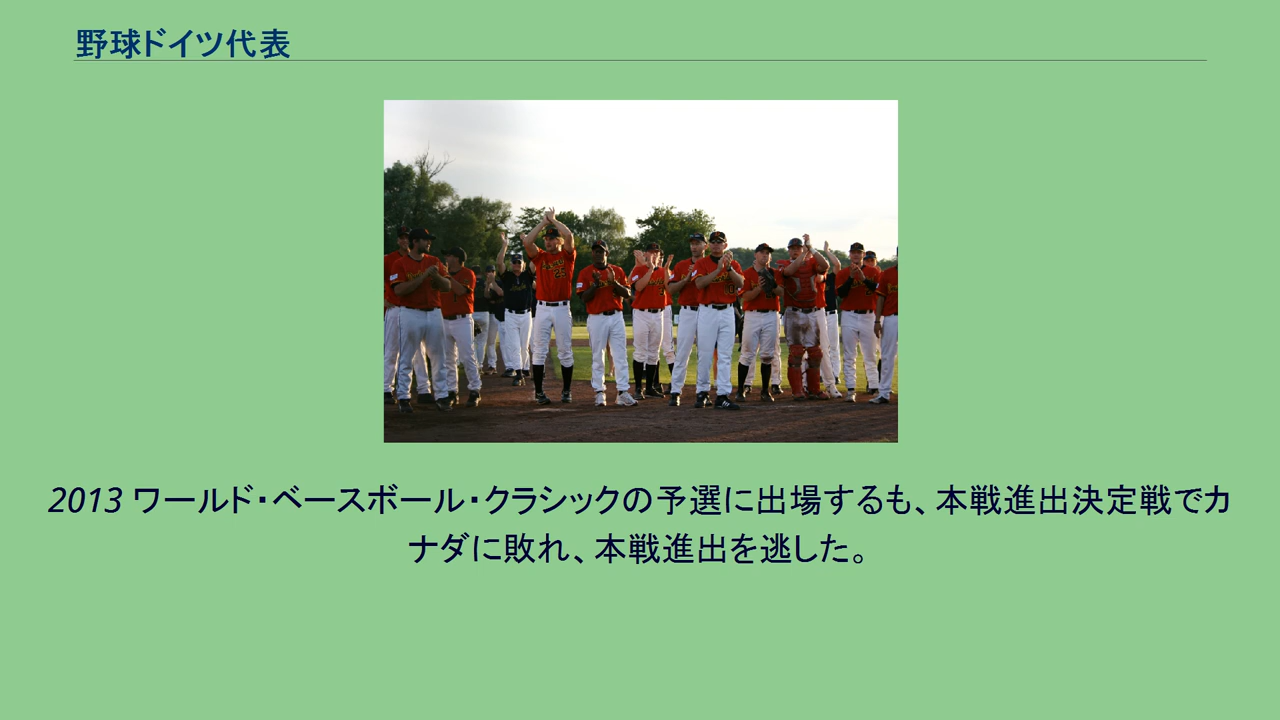 野球ドイツ代表
2013 ワールド・ベースボール・クラシックの予選に出場するも、本戦進出決定戦でカ
ナダに敗れ、本戦進出を逃した。